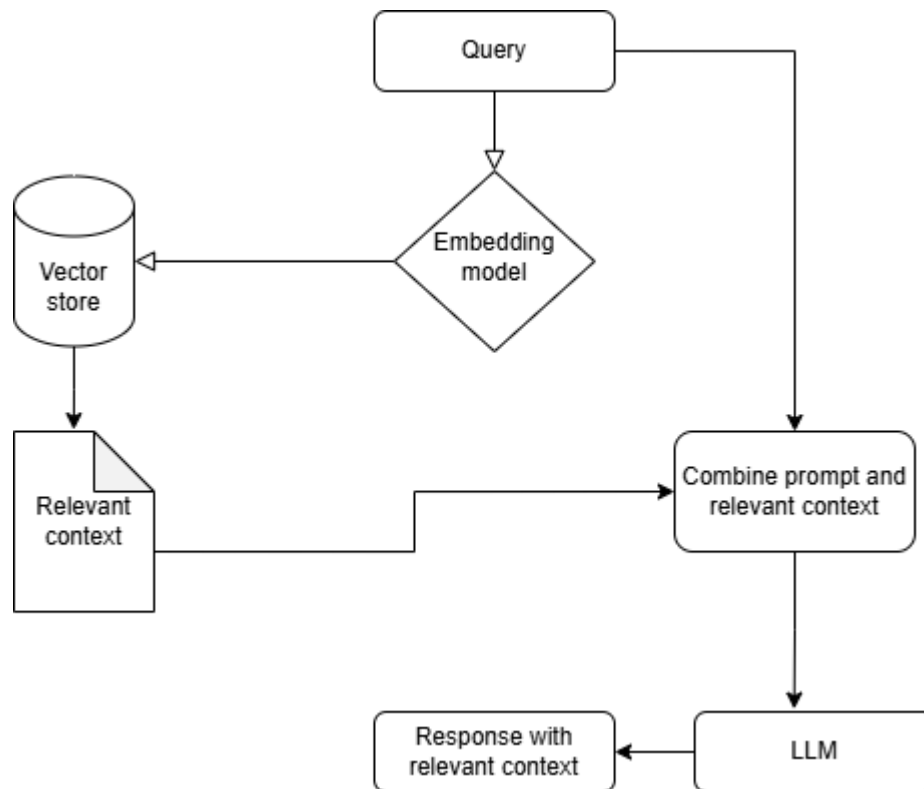 Query
Embedding
model
Vector
store
Relevant
context
Combine prompt and
relevant context
Response with
relevant context
LLM